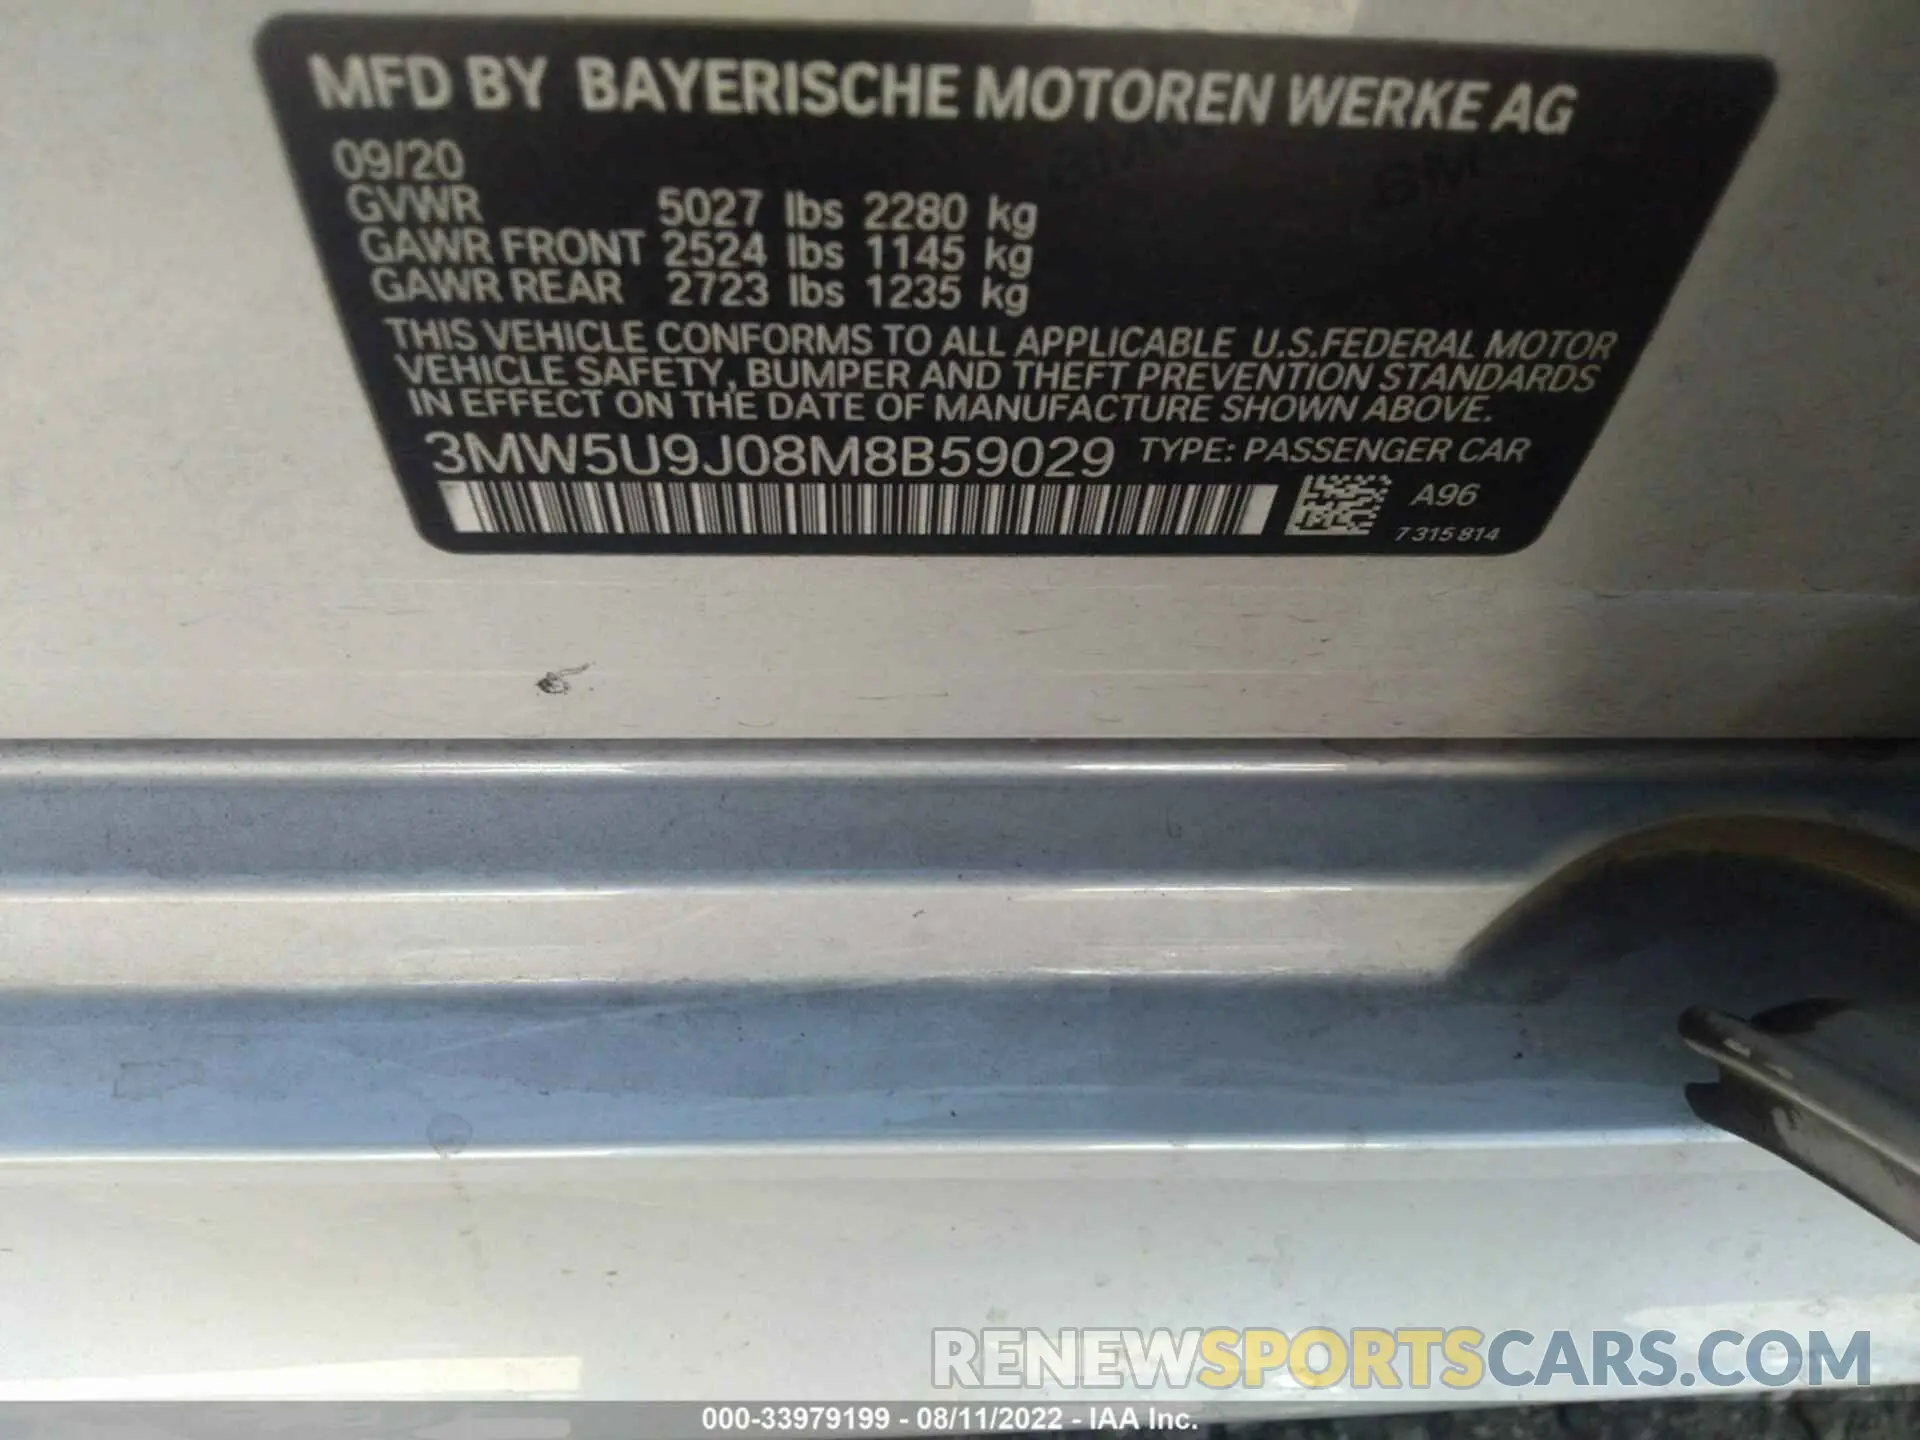 MFD BY BAYERISCHE MOTOREN WERKE AG
09/20
GVWR 5027 lbs 2280 kg
GAWR FRONT 2524 lbs 1145 kg
GAWR REAR 2723 lbs 1235 kg
THIS VEHICLE CONFORMS TO ALL APPLICABLE U.S.FEDERAL MOTOR
VEHICLE SAFETY, BUMPER AND THEFT PREVENTION STANDARDS
IN EFFECT ON THE DATE OF MANUFACTURE SHOWN ABOVE.
3MW5U9J08M8B59029 TYPE: PASSENGER CAR
A96
7 315 814
RENEWSPORTSCARS.COM
000-33979199 - 08/11/2022 - IAA Inc.